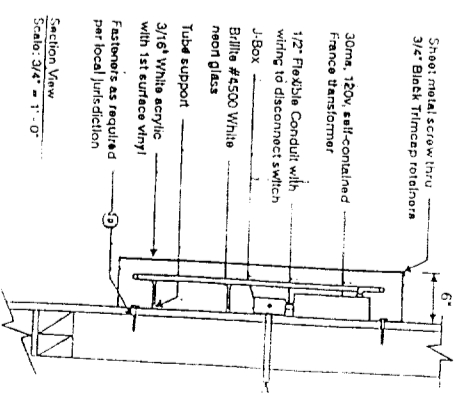 Sheet metal screw thru
3/4" Black Trimcap retainers
30ma, 120v, self-contained
France transformer
1/2" Flexible Conduit with
wiring to disconnect switch
J-Box
Brillite #4500 White
neon glass
Tube support
3/16" White acrylic
with 1st surface vinyl
Fasteners as required
per local jurisdiction
Section View
Scale: 3/4" = 1'-0"
6"